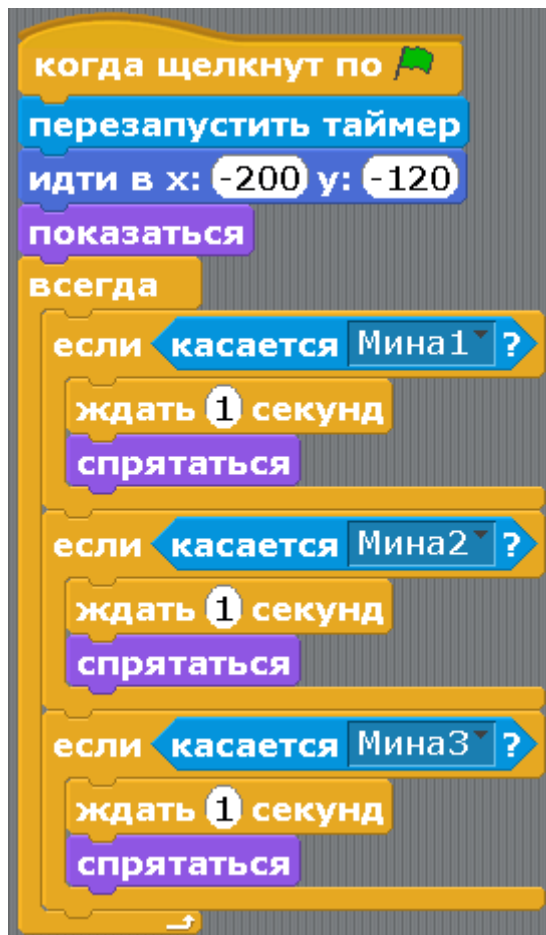 когда щелкнут по
перезапустить таймер
идти в x: -200 y: -120
показаться
всегда
если касается Мина1 ?
ждать 1 секунд
спрятаться
если касается Мина2 ?
ждать 1 секунд
спрятаться
если касается Мина3 ?
ждать 1 секунд
спрятаться